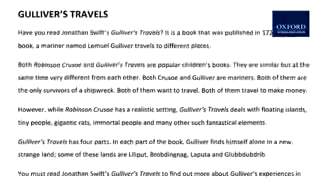 GULLIVER'S TRAVELS
OXFORD
Have you read Jonathan Swift's Gulliver's Travels? It is a book that was published in
book, a mariner named Lemuel Gulliver travels to different places.
Both Robinson Crusoe and Gulliver's Travels are popular children's books. They are similar but at the
same time very different from each other. Both Crusoe and Gulliver are mariners. Both of them are
the only survivors of a shipwreck. Both of them want to travel. Both of them travel to make money.
However, while Robinson Crusoe has a realistic setting, Gulliver's Travels deals with floating islands,
tiny people, gigantic rats, immortal people and many other such fantastical elements.
Gulliver's Travels has four parts. In each part of the book, Gulliver finds himself alone in a new,
strange land; some of these lands are Liliput, Brobdingnag, Laputa and Glubbdubdrib.
You must read Jonathan Swift's Gulliver's Travels to find out more about Gulliver's experiences in